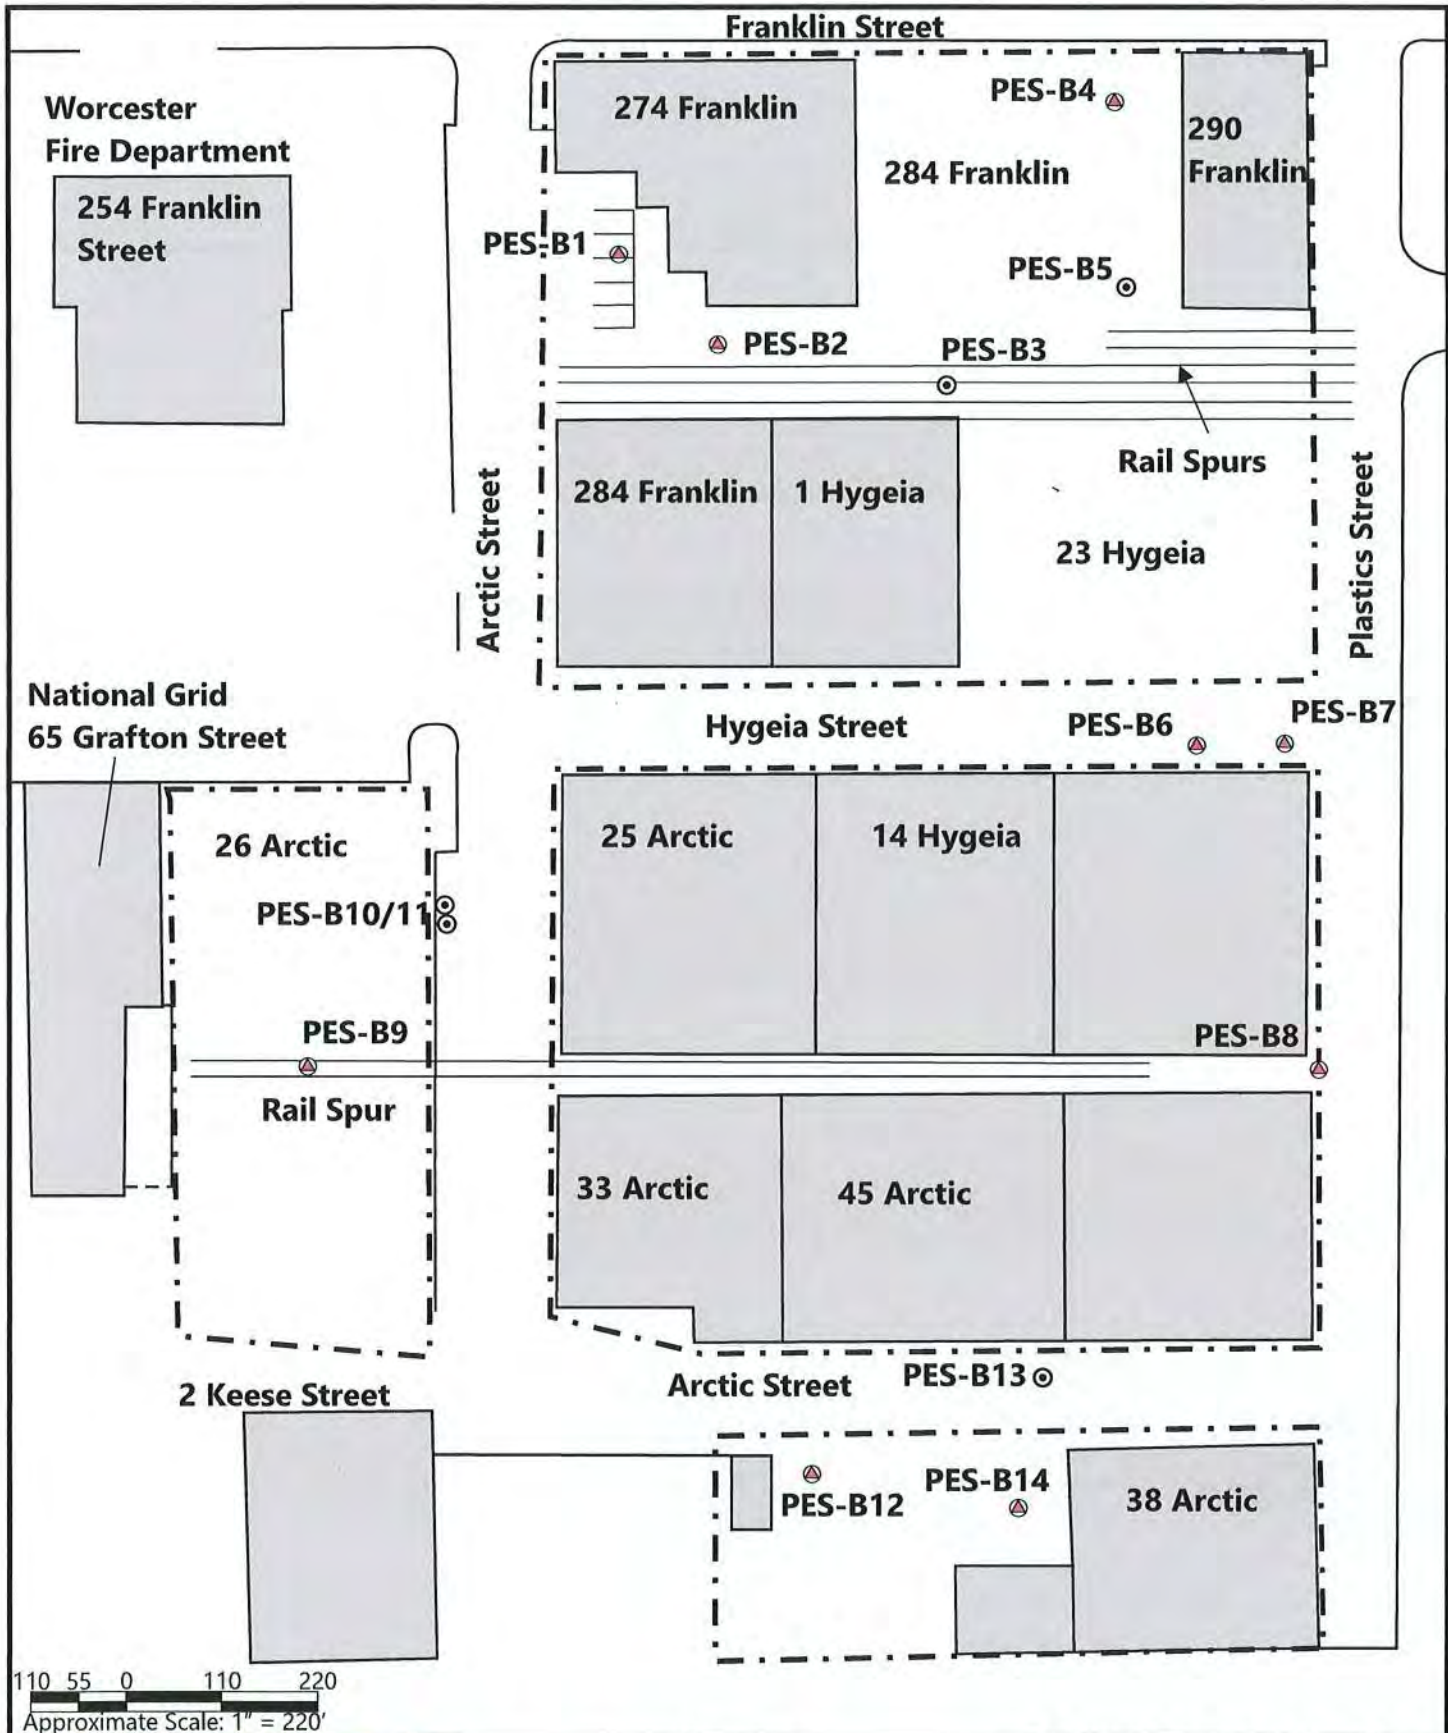 Franklin Street
Worcester
Fire Department
254 Franklin
Street
274 Franklin
PES-B4
290
Franklin
284 Franklin
PES-B1
PES-B5
PES-B2
PES-B3
Rail Spurs
Arctic Street
284 Franklin
1 Hygeia
23 Hygeia
Plastics Street
National Grid
65 Grafton Street
Hygeia Street
PES-B6
PES-B7
26 Arctic
25 Arctic
14 Hygeia
PES-B10/11
PES-B9
PES-B8
Rail Spur
33 Arctic
45 Arctic
2 Keese Street
Arctic Street
PES-B13
PES-B12
PES-B14
38 Arctic
110 55 0 110 220
Approximate Scale: 1" = 220'